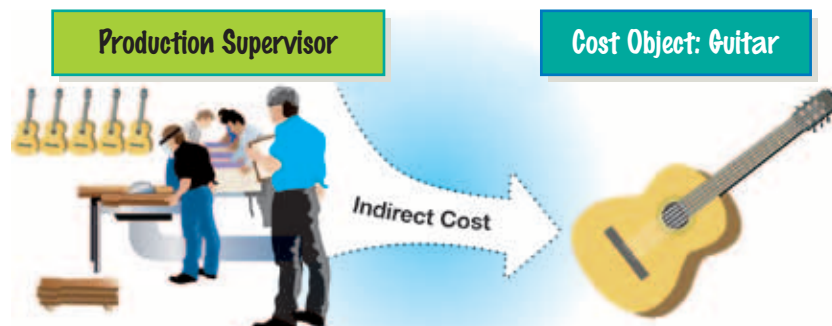 Production Supervisor
Cost Object: Guitar
Indirect Cost